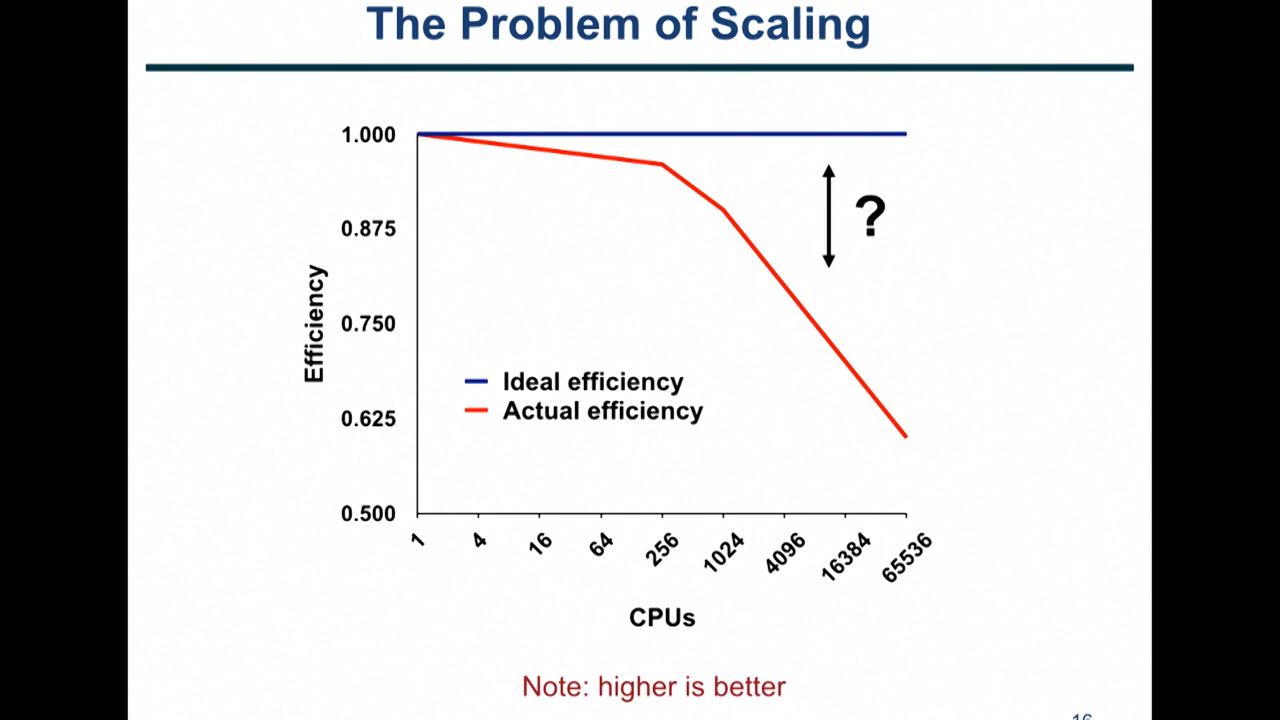 The Problem of Scaling
1.000
0.875
0.750
0.625
0.500
Efficiency
?
Ideal efficiency
Actual efficiency
1 4 16 64 256 1024 4096 16384 65536
CPUs
Note: higher is better
16